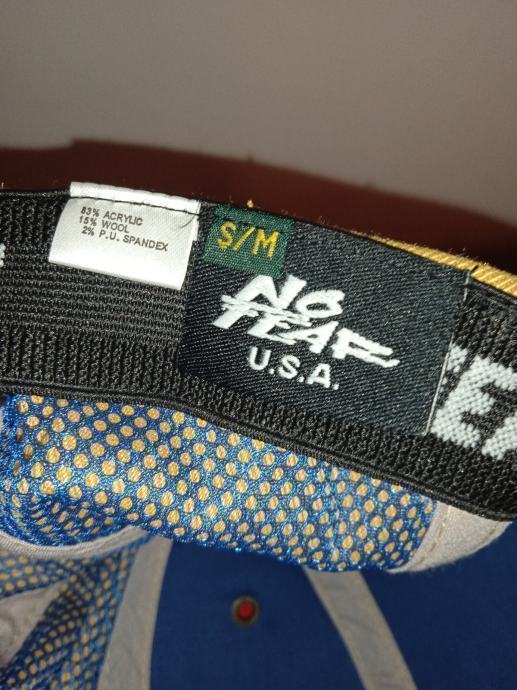 83% ACRYLIC
15% WOOL
2% P.U. SPANDEX
S/M
NO
FEAR
U.S.A.